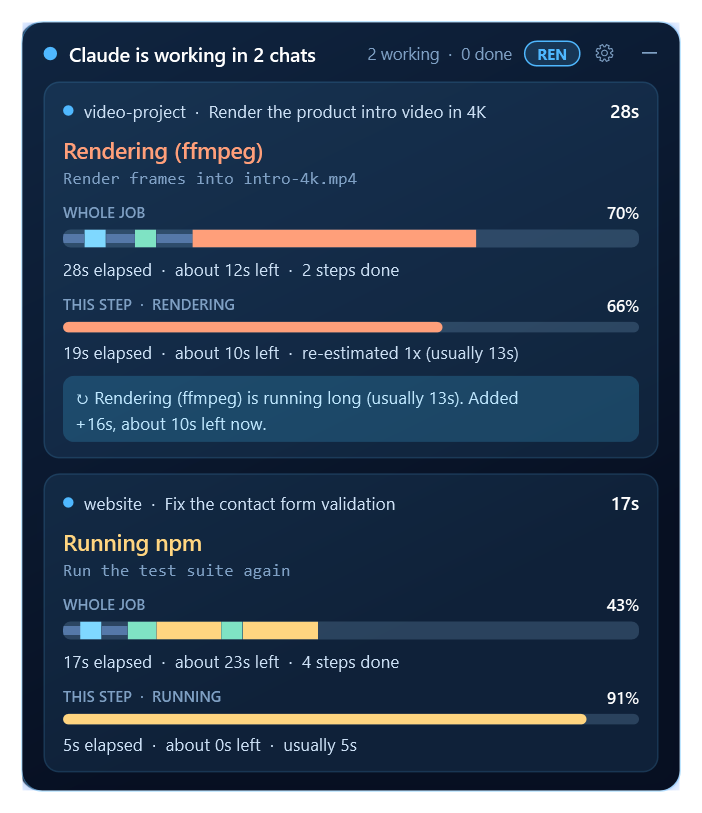 Claude is working in 2 chats 2 working · 0 done REN
video-project · Render the product intro video in 4K 28s
Rendering (ffmpeg)
Render frames into intro-4k.mp4
WHOLE JOB 70%
28s elapsed · about 12s left · 2 steps done
THIS STEP · RENDERING 66%
19s elapsed · about 10s left · re-estimated 1x (usually 13s)
↻ Rendering (ffmpeg) is running long (usually 13s). Added
+16s, about 10s left now.
website · Fix the contact form validation 17s
Running npm
Run the test suite again
WHOLE JOB 43%
17s elapsed · about 23s left · 4 steps done
THIS STEP · RUNNING 91%
5s elapsed · about 0s left · usually 5s